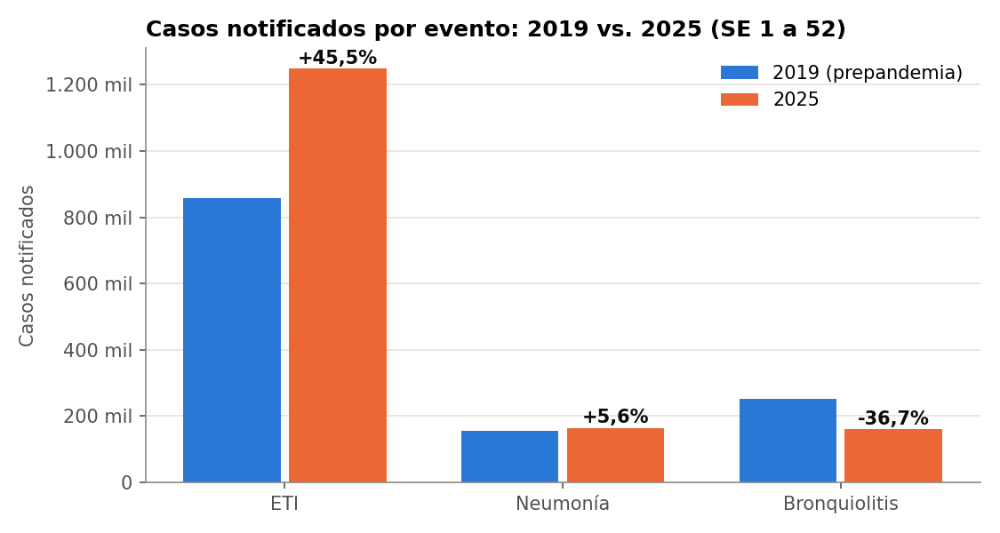 Casos notificados por evento: 2019 vs. 2025 (SE 1 a 52)
+45,5%
2019 (prepandemia)
2025
1.200 mil
1.000 mil
800 mil
600 mil
400 mil
200 mil
0
Casos notificados
+5,6%
-36,7%
ETI
Neumonía
Bronquiolitis